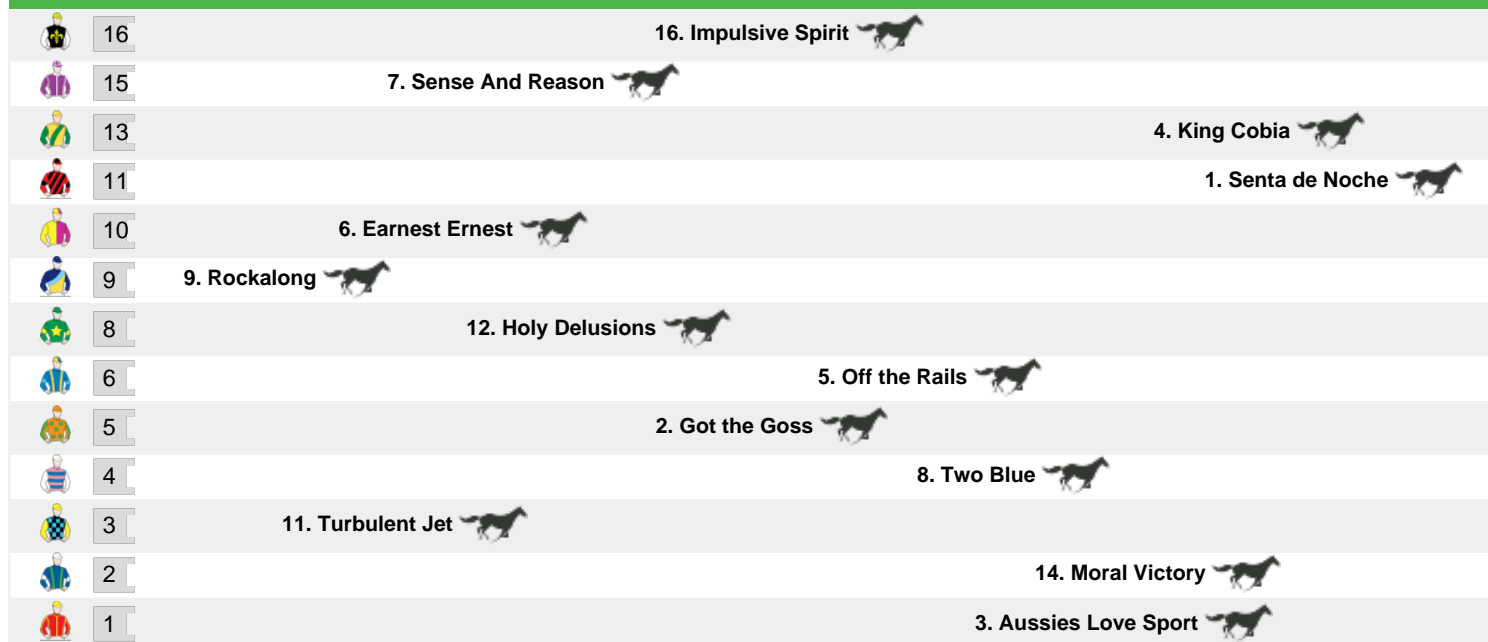 16 16. Impulsive Spirit
15 7. Sense And Reason
13 4. King Cobia
11 1. Senta de Noche
10 6. Earnest Ernest
9 9. Rockalong
8 12. Holy Delusions
6 5. Off the Rails
5 2. Got the Goss
4 8. Two Blue
3 11. Turbulent Jet
2 14. Moral Victory
1 3. Aussies Love Sport